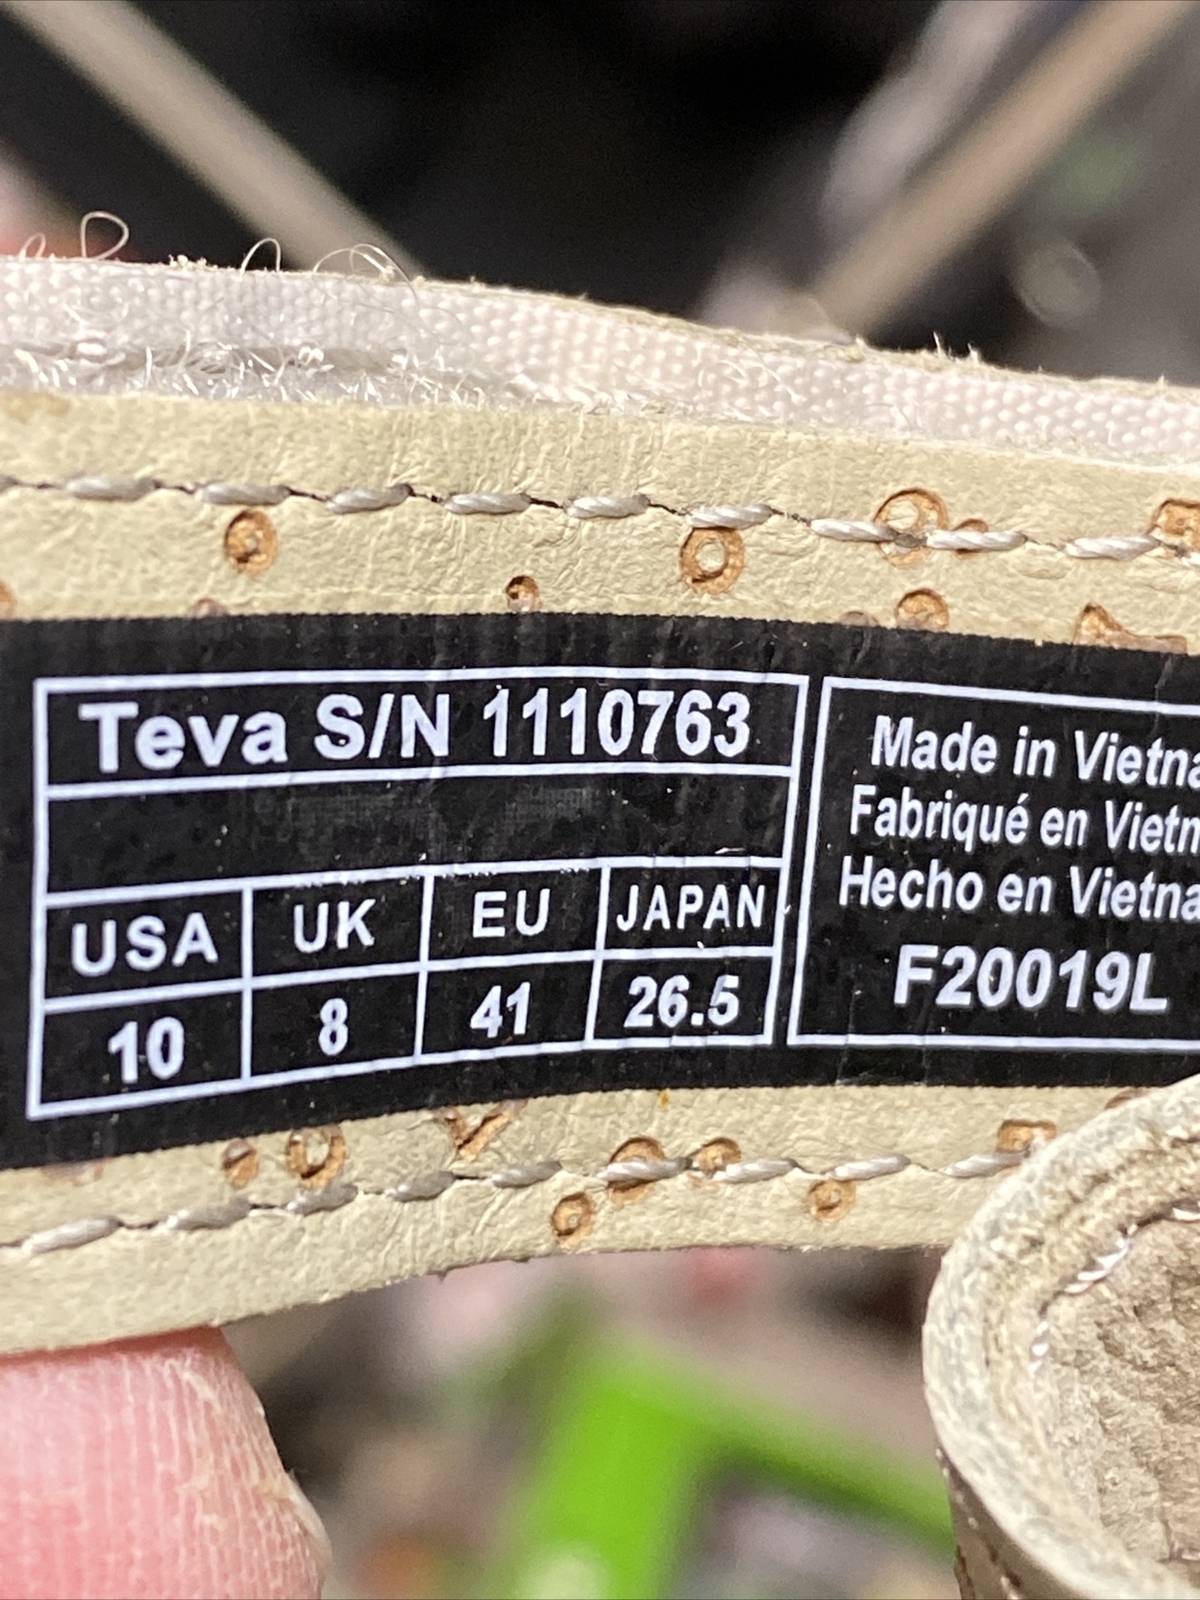 Teva S/N 1110763
USA UK EU JAPAN
10 8 41 26.5
Made in Vietna
Fabriqué en Vietn
Hecho en Vietna
F20019L